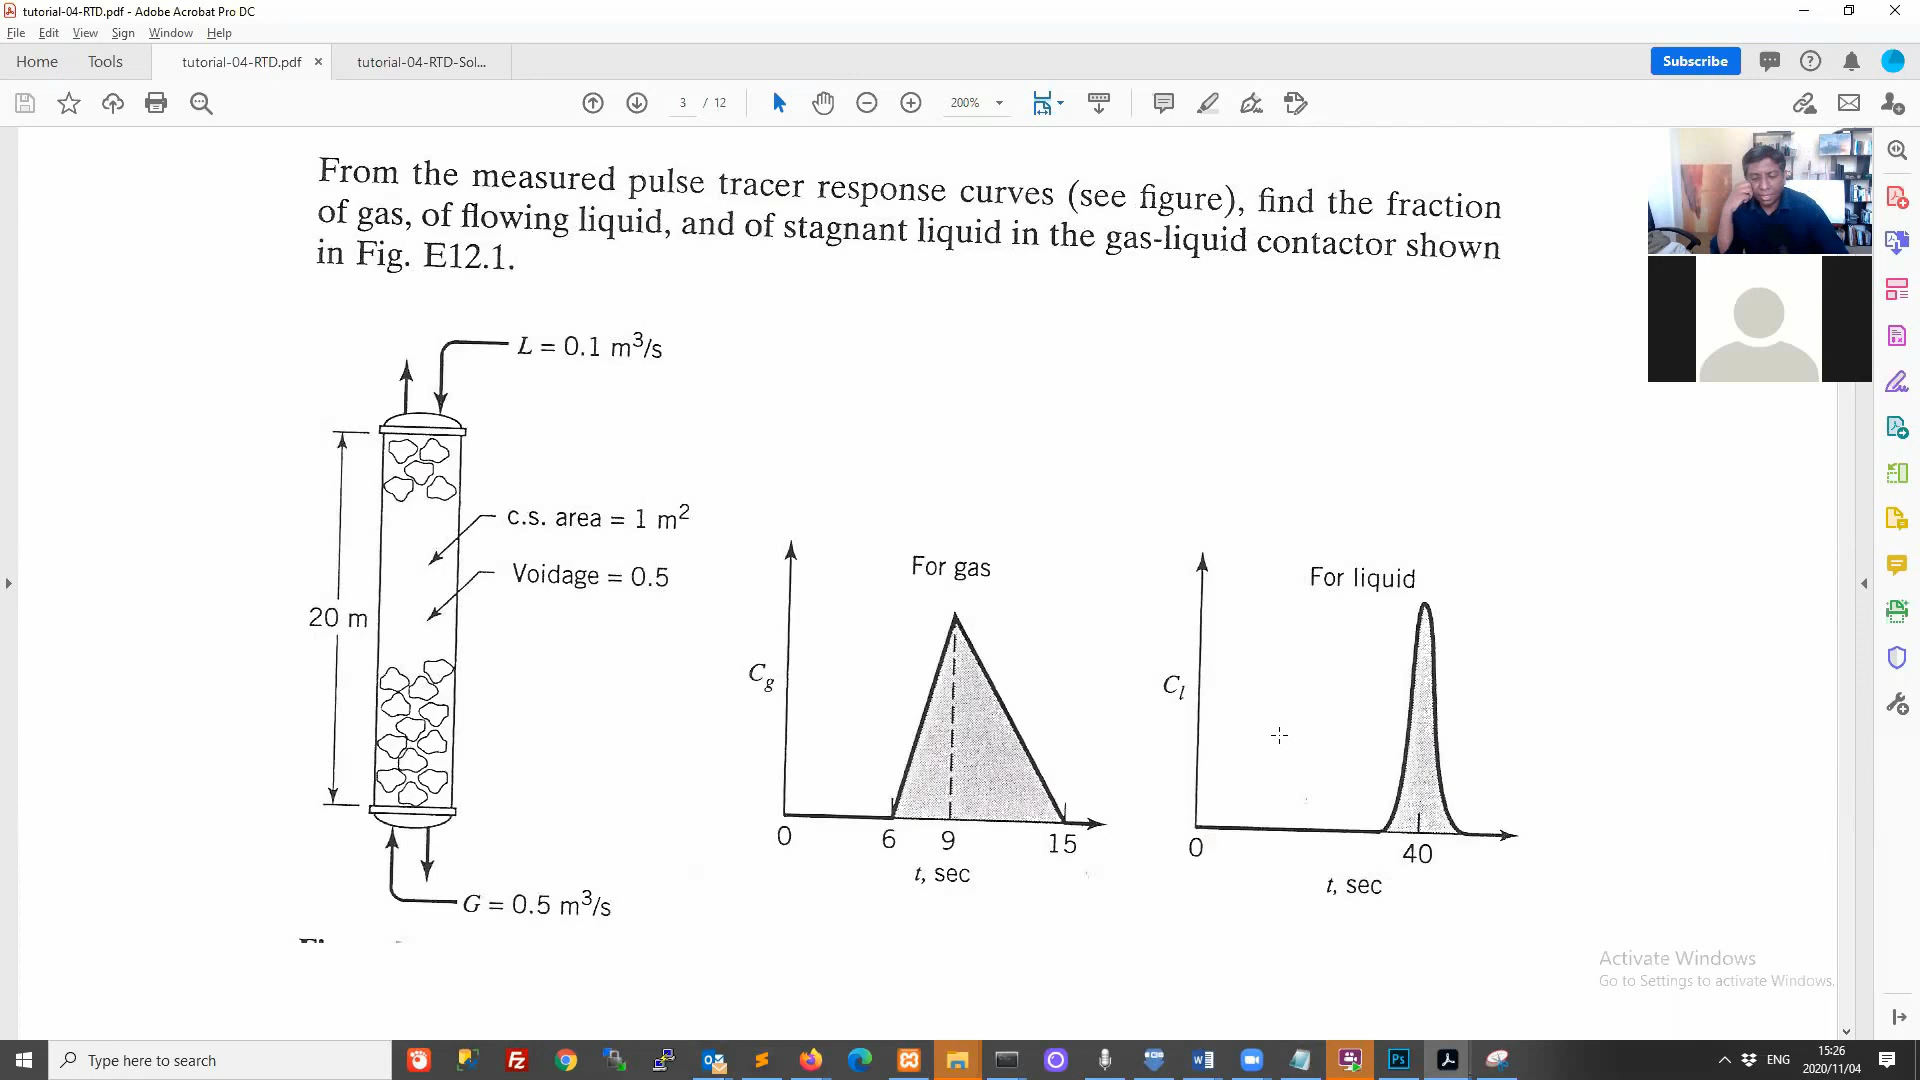 tutorial-04-RTD.pdf - Adobe Acrobat Pro DC
File Edit View Sign Window Help
Home Tools tutorial-04-RTD.pdf × tutorial-04-RTD-Sol...
Subscribe
3 / 12
200%
From the measured pulse tracer response curves (see figure), find the fraction
of gas, of flowing liquid, and of stagnant liquid in the gas-liquid contactor shown
in Fig. E12.1.
L = 0.1 m³/s
c.s. area = 1 m²
Voidage = 0.5
20 m
G = 0.5 m³/s
For gas
C_g
0 6 9 15
t, sec
For liquid
C_l
0 40
t, sec
Activate Windows
Go to Settings to activate Windows.
Type here to search
ENG
15:26
2020/11/04